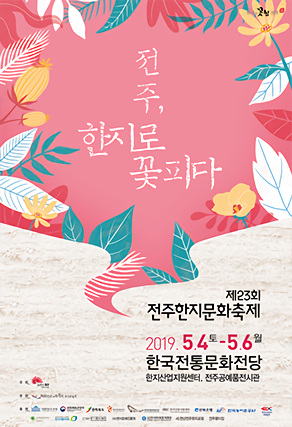 전
주,
한지로
꽃피다
제23회
전주한지문화축제
2019. 5.4토-5.6월
한국전통문화전당
한지산업지원센터, 전주공예품전시관